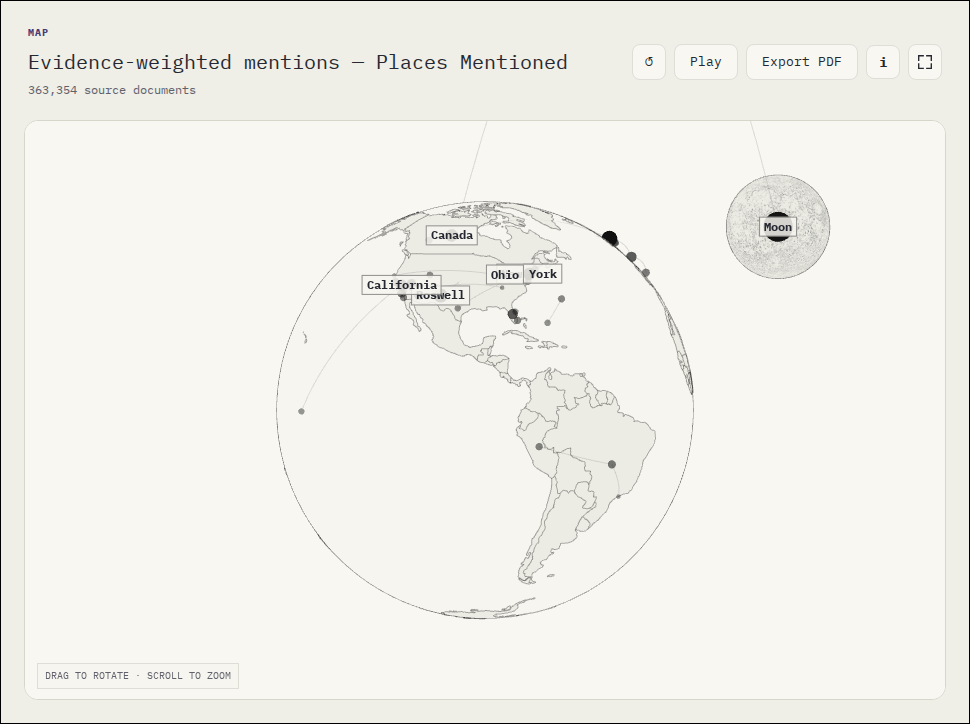 MAP
Evidence-weighted mentions — Places Mentioned
363,354 source documents
↺
Play
Export PDF
i
Moon
Canada
Ohio
York
California
Roswell
DRAG TO ROTATE · SCROLL TO ZOOM